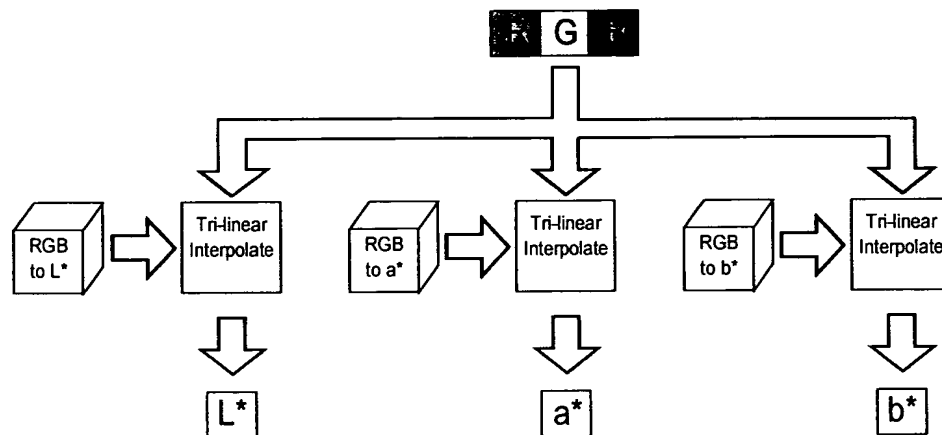 R G
Tri-linear
Interpolate
RGB
to L*
Tri-linear
Interpolate
RGB
to a*
Tri-linear
Interpolate
RGB
to b*
L*
a*
b*